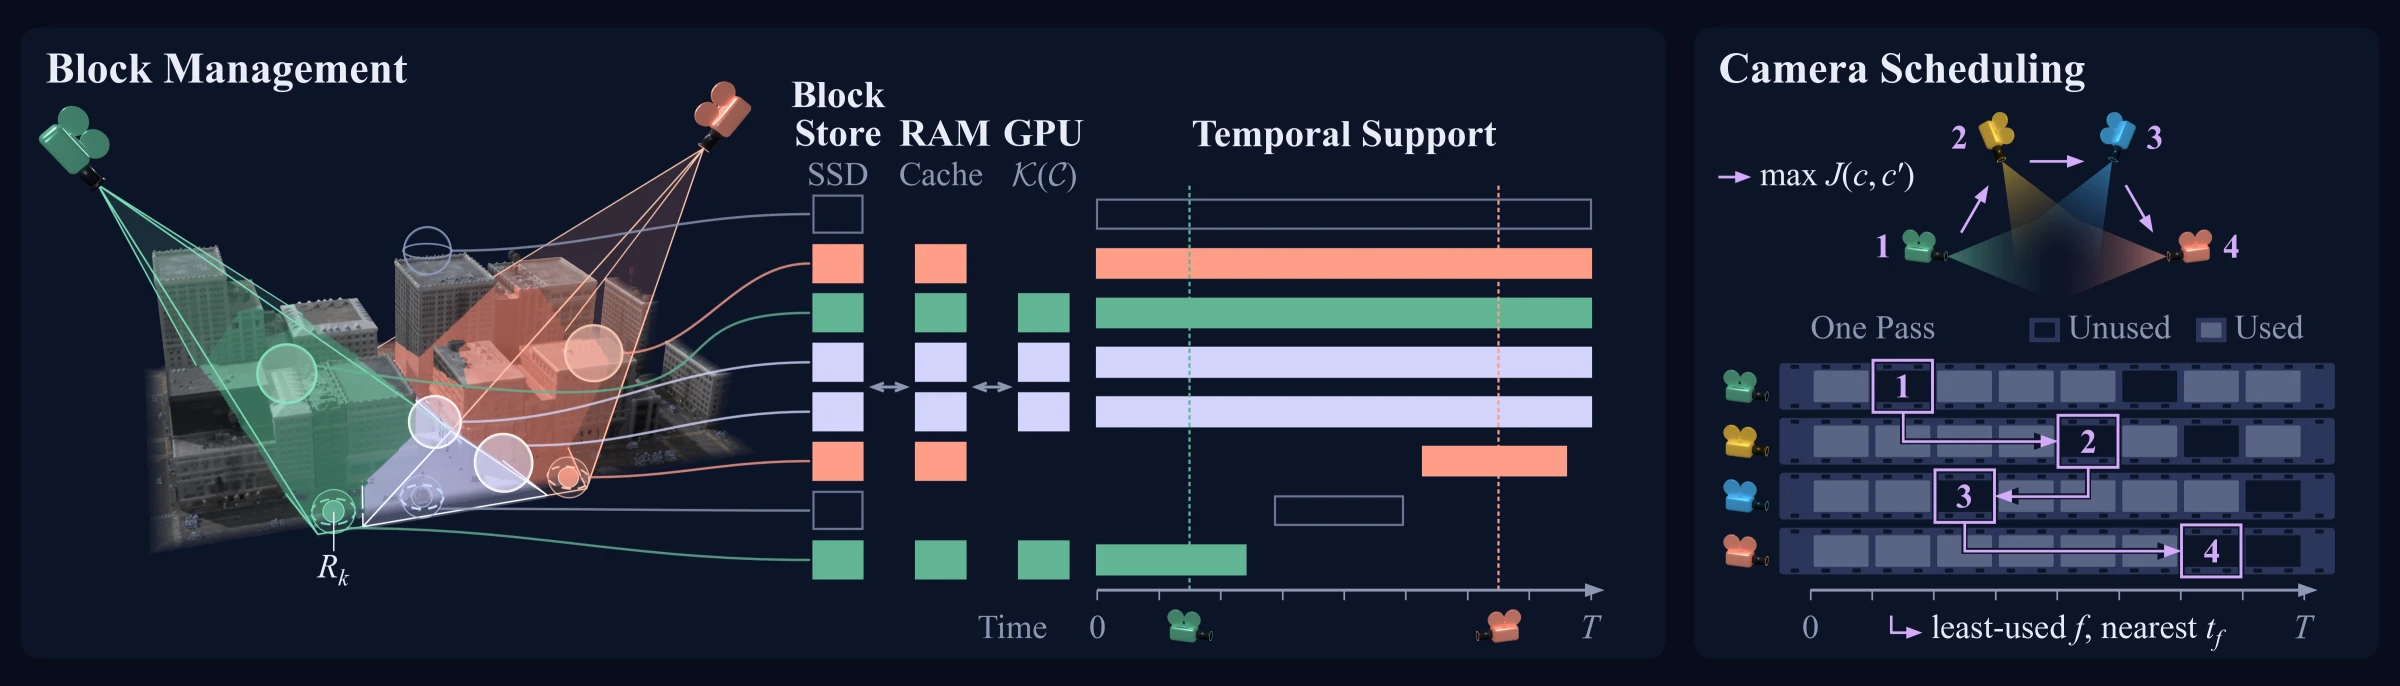 Block Management
Block
Store RAM GPU
SSD Cache 𝒦(𝒞)
Temporal Support
R_k
Time 0 T
Camera Scheduling
2 3
→ max J(c, c′)
1 4
One Pass Unused Used
1
2
3
4
0 T
least-used f, nearest t_f